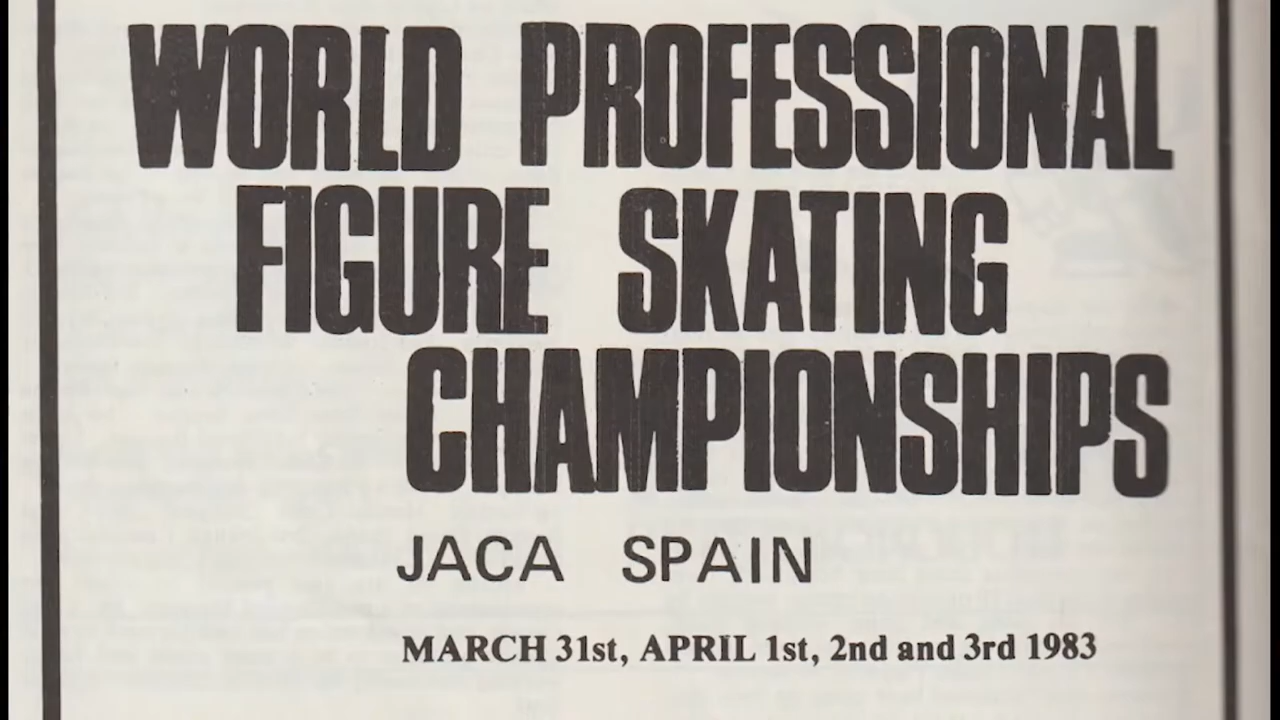 WORLD PROFESSIONAL
FIGURE SKATING
CHAMPIONSHIPS
JACA SPAIN
MARCH 31st, APRIL 1st, 2nd and 3rd 1983